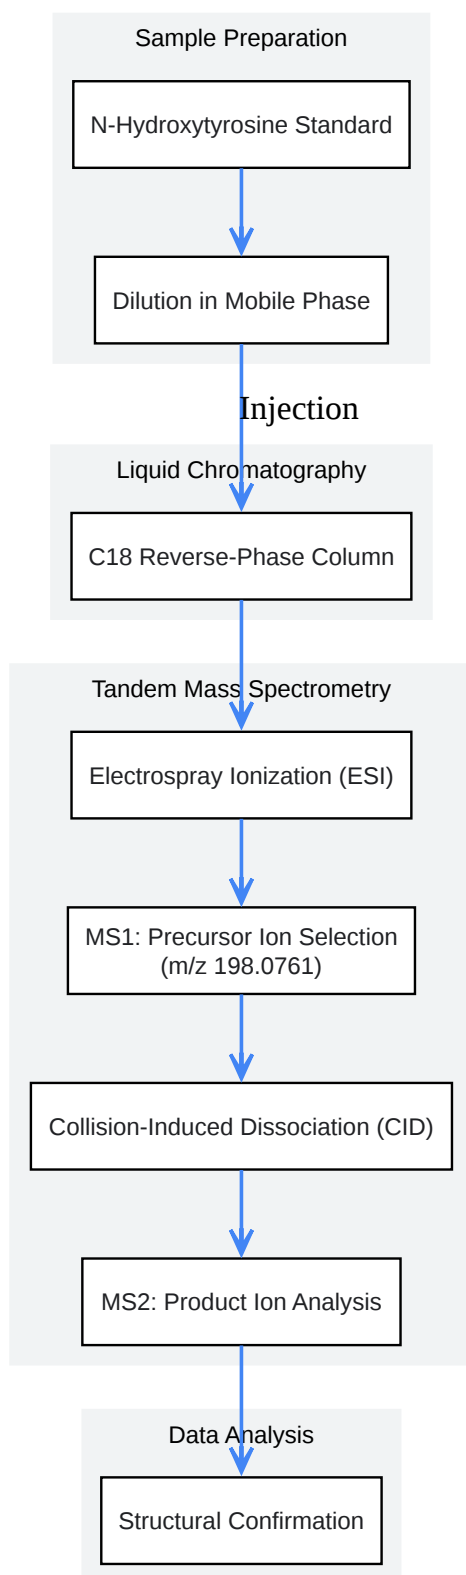 Sample Preparation
N-Hydroxytyrosine Standard
Dilution in Mobile Phase
Injection
Liquid Chromatography
C18 Reverse-Phase Column
Tandem Mass Spectrometry
Electrospray Ionization (ESI)
MS1: Precursor Ion Selection
(m/z 198.0761)
Collision-Induced Dissociation (CID)
MS2: Product Ion Analysis
Data Analysis
Structural Confirmation